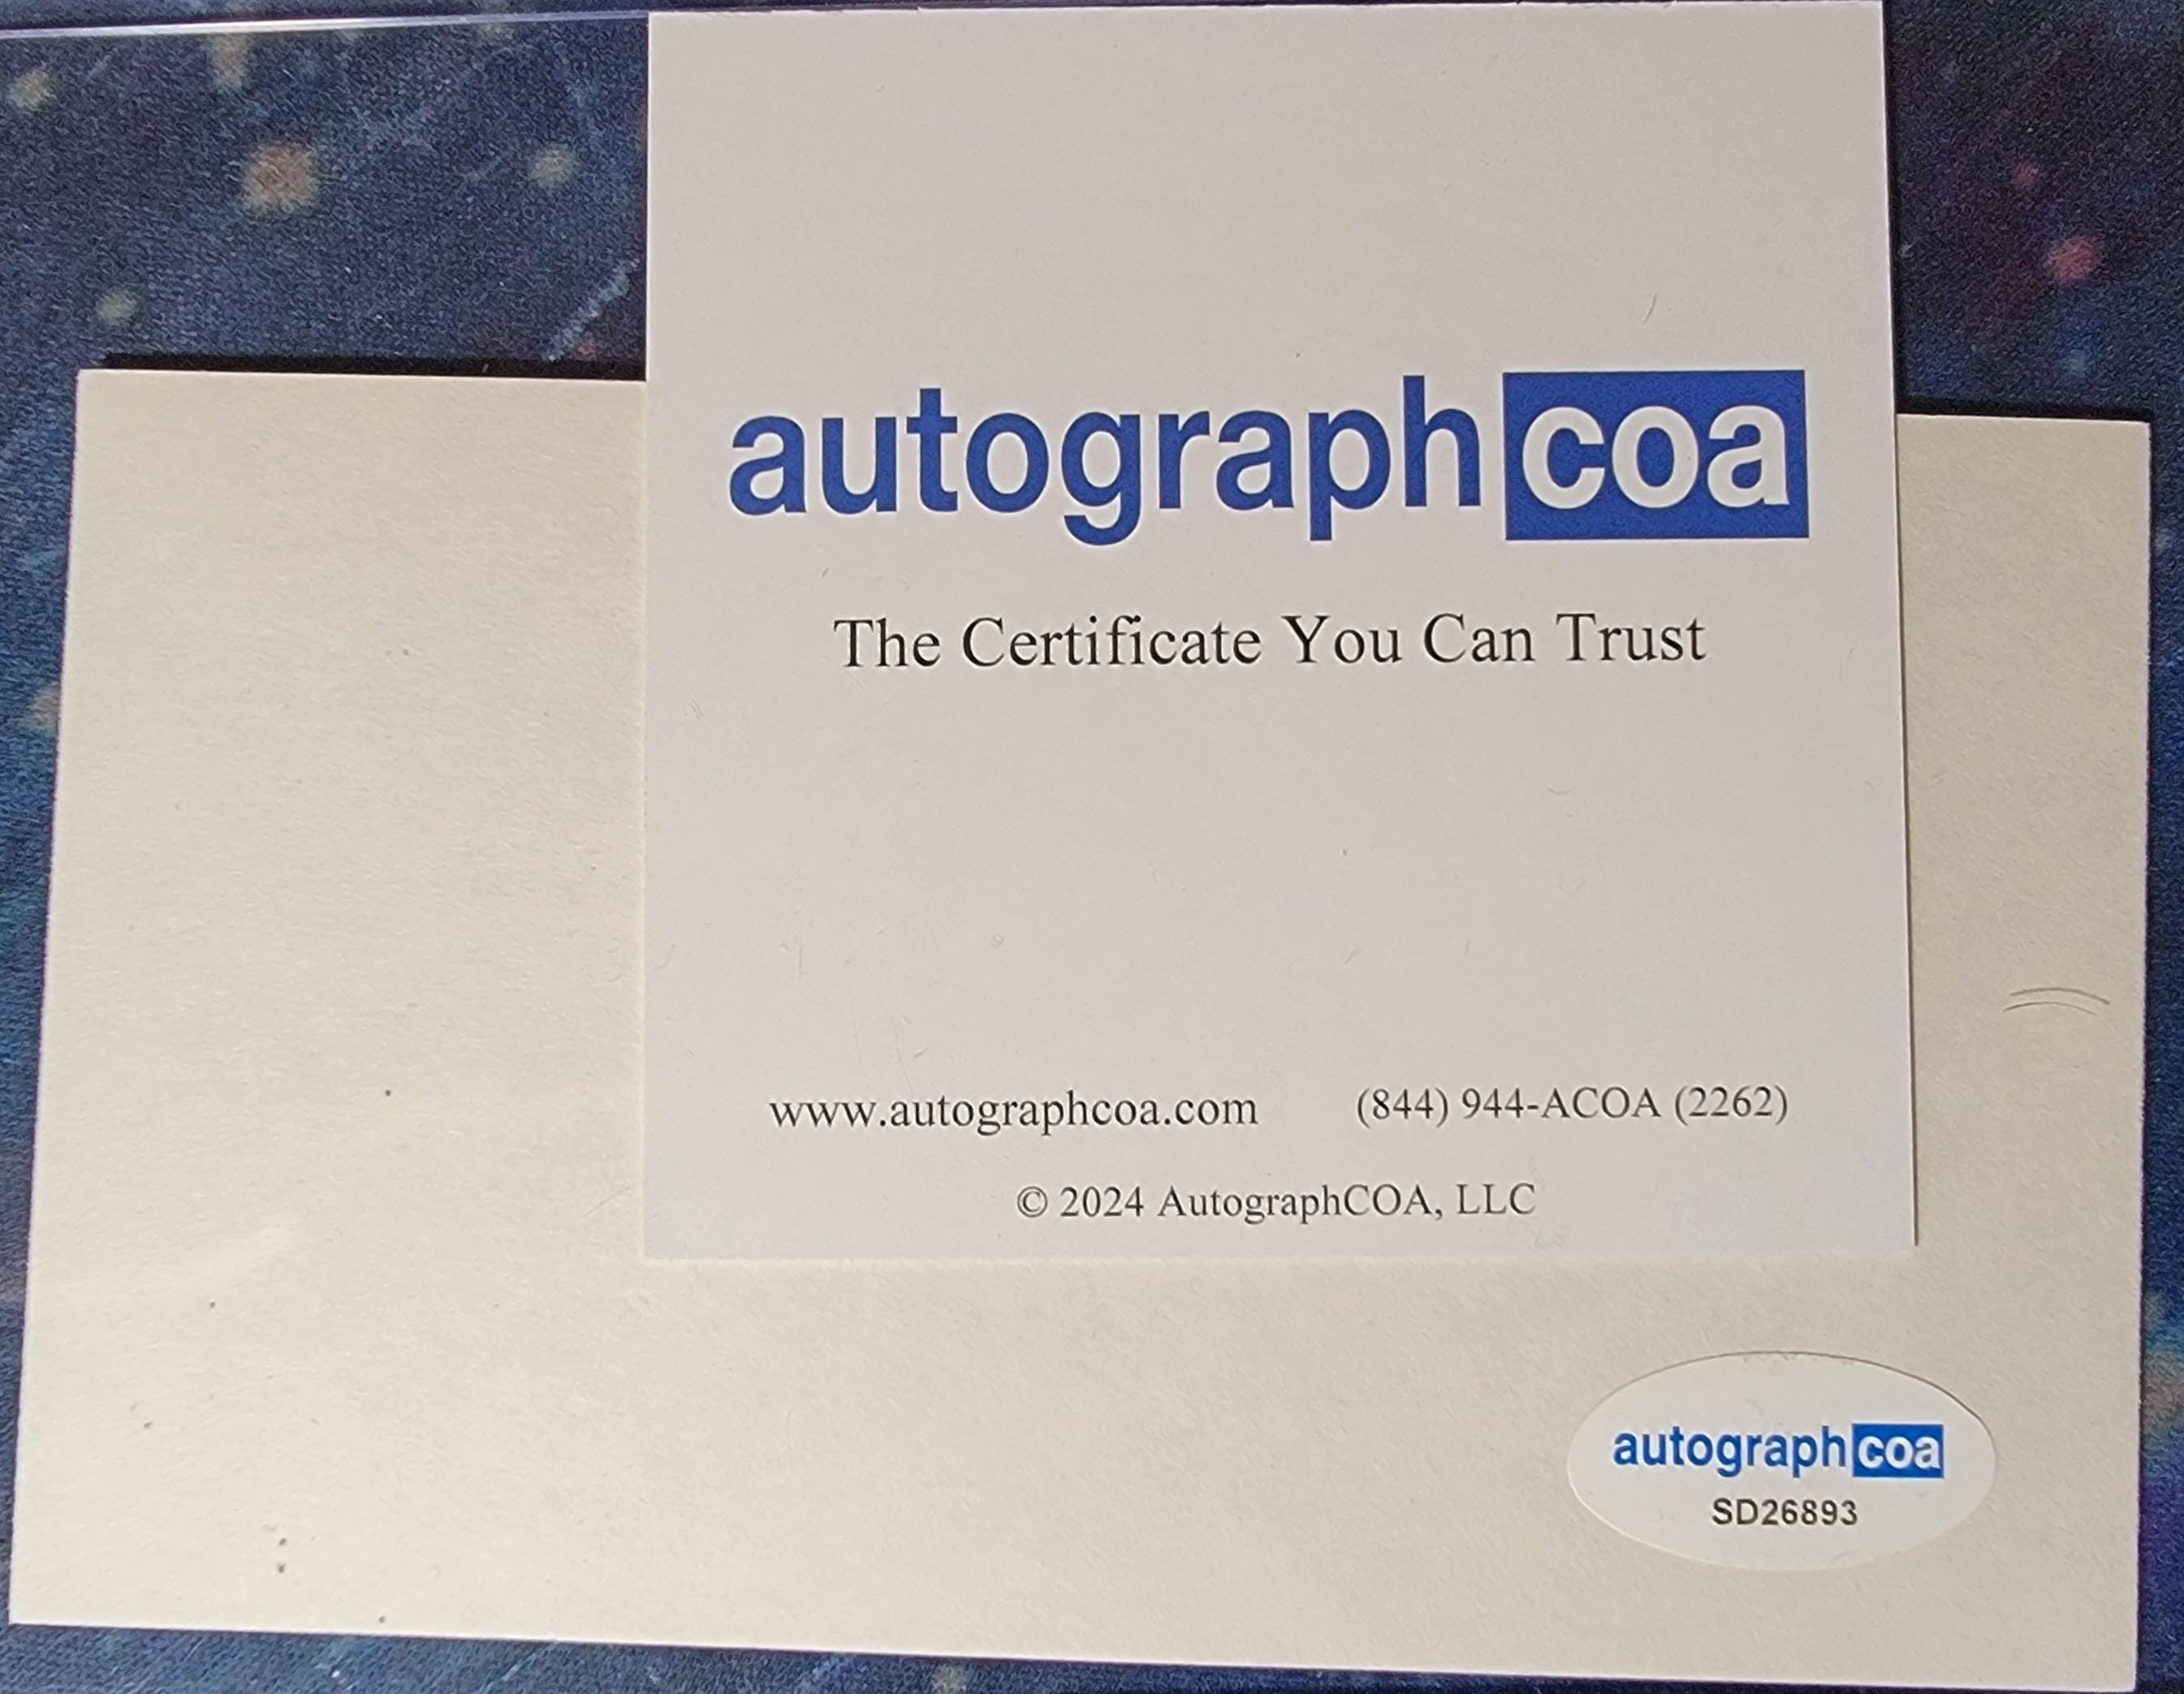 autographcoa
The Certificate You Can Trust
www.autographcoa.com (844) 944-ACOA (2262)
© 2024 AutographCOA, LLC
autographcoa
SD26893